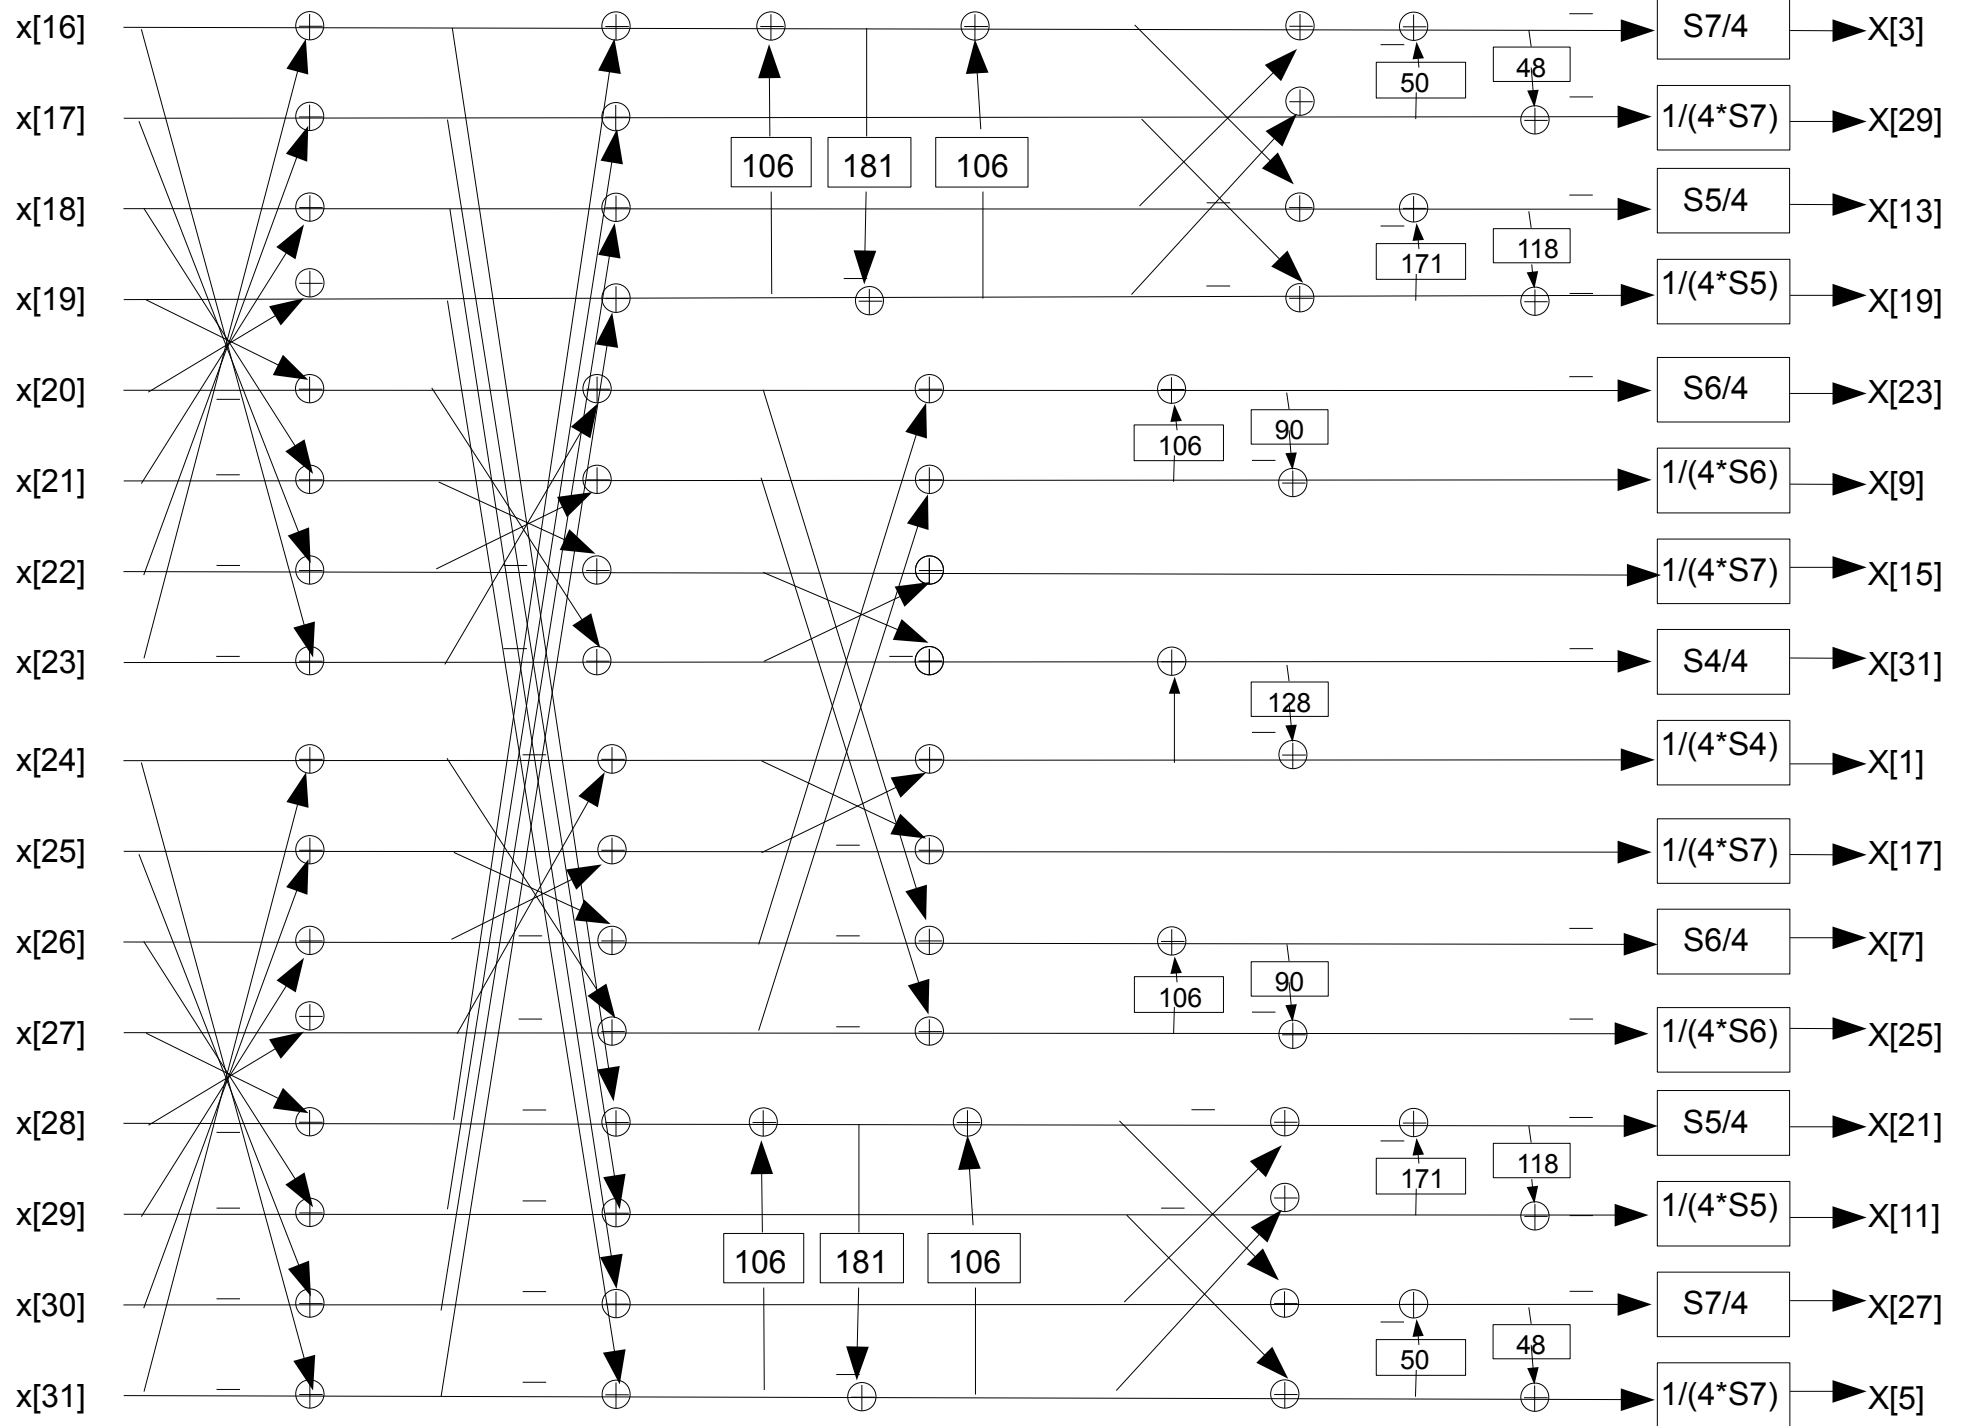 x[16] S7/4 X[3]
50 48
x[17] 1/(4*S7) X[29]
106 181 106
x[18] S5/4 X[13]
171 118
x[19] 1/(4*S5) X[19]
x[20] S6/4 X[23]
106 90
x[21] 1/(4*S6) X[9]
x[22] 1/(4*S7) X[15]
x[23] S4/4 X[31]
128
x[24] 1/(4*S4) X[1]
x[25] 1/(4*S7) X[17]
x[26] S6/4 X[7]
106 90
x[27] 1/(4*S6) X[25]
x[28] S5/4 X[21]
171 118
x[29] 1/(4*S5) X[11]
106 181 106
x[30] S7/4 X[27]
50 48
x[31] 1/(4*S7) X[5]